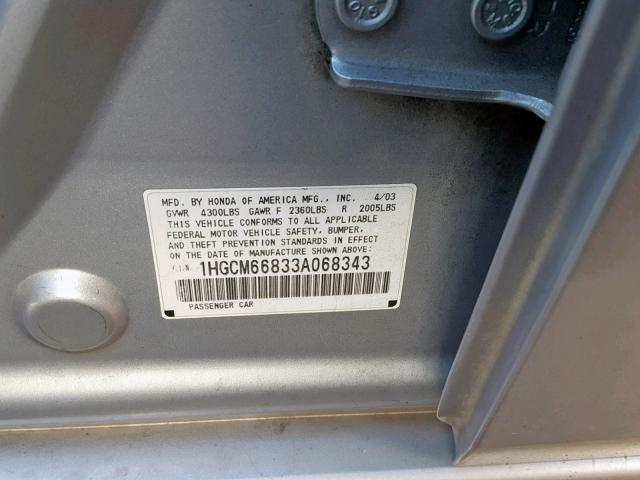 MFD. BY HONDA OF AMERICA MFG., INC. 4/03
GVWR 4300LBS GAWR F 2360LBS R 2005LBS
THIS VEHICLE CONFORMS TO ALL APPLICABLE
FEDERAL MOTOR VEHICLE SAFETY, BUMPER,
AND THEFT PREVENTION STANDARDS IN EFFECT
ON THE DATE OF MANUFACTURE SHOWN ABOVE:
V.I.N. 1HGCM66833A068343
PASSENGER CAR